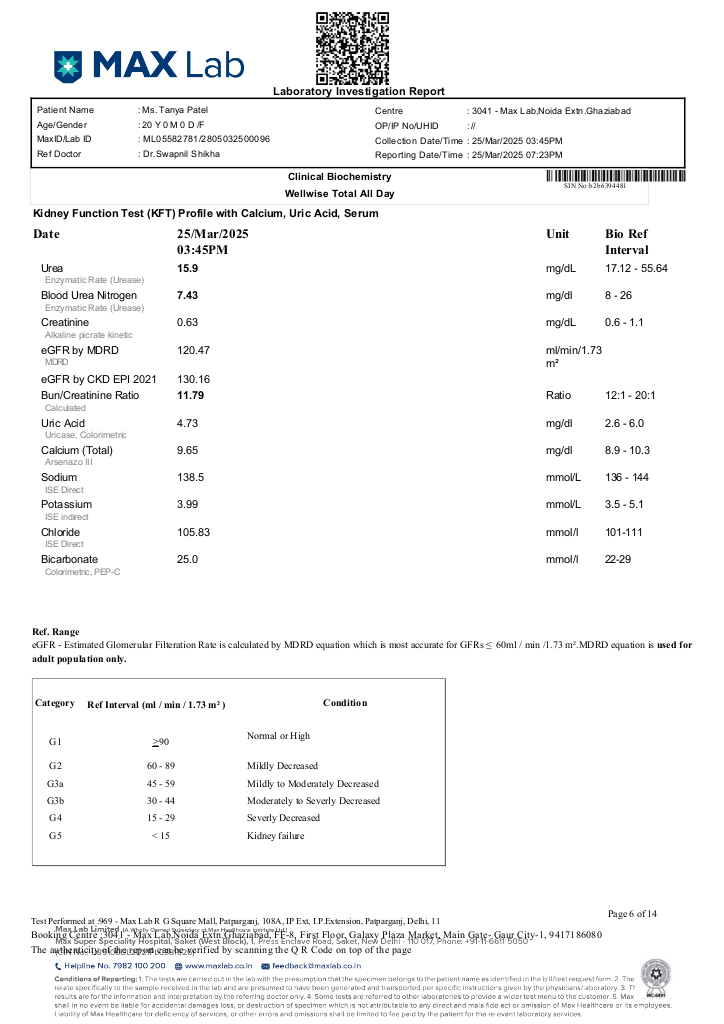 MAX Lab
Laboratory Investigation Report
Patient Name : Ms. Tanya Patel Centre : 3041 - Max Lab,Noida Extn.Ghaziabad
Age/Gender : 20 Y 0 M 0 D /F OP/IP No/UHID : //
MaxID/Lab ID : ML05582781/2805032500096 Collection Date/Time : 25/Mar/2025 03:45PM
Ref Doctor : Dr.Swapnil Shikha Reporting Date/Time : 25/Mar/2025 07:23PM
Clinical Biochemistry
Wellwise Total All Day
SIN No:b2b6394481
Kidney Function Test (KFT) Profile with Calcium, Uric Acid, Serum
Date 25/Mar/2025 03:45PM Unit Bio Ref Interval
Urea 15.9 mg/dL 17.12 - 55.64
Enzymatic Rate (Urease)
Blood Urea Nitrogen 7.43 mg/dl 8 - 26
Enzymatic Rate (Urease)
Creatinine 0.63 mg/dL 0.6 - 1.1
Alkaline picrate kinetic
eGFR by MDRD 120.47 ml/min/1.73 m²
MDRD
eGFR by CKD EPI 2021 130.16
Bun/Creatinine Ratio 11.79 Ratio 12:1 - 20:1
Calculated
Uric Acid 4.73 mg/dl 2.6 - 6.0
Uricase, Colorimetric
Calcium (Total) 9.65 mg/dl 8.9 - 10.3
Arsenazo III
Sodium 138.5 mmol/L 136 - 144
ISE Direct
Potassium 3.99 mmol/L 3.5 - 5.1
ISE indirect
Chloride 105.83 mmol/l 101-111
ISE Direct
Bicarbonate 25.0 mmol/l 22-29
Colorimetric, PEP-C
Ref. Range
eGFR - Estimated Glomerular Filteration Rate is calculated by MDRD equation which is most accurate for GFRs ≤ 60ml / min /1.73 m².MDRD equation is used for
adult population only.
Category Ref Interval (ml / min / 1.73 m²) Condition
G1 ≥90 Normal or High
G2 60 - 89 Mildly Decreased
G3a 45 - 59 Mildly to Moderately Decreased
G3b 30 - 44 Moderately to Severly Decreased
G4 15 - 29 Severly Decreased
G5 < 15 Kidney failure
Page 6 of 14
Test Performed at :969 - Max Lab R G Square Mall, Patparganj, 108A, IP Ext, I.P.Extension, Patparganj, Delhi, 11
Max Lab Limited (A Wholly Owned Subsidiary of Max Healthcare Institute Ltd.)
Booking Centre :3041 - Max Lab,Noida Extn.Ghaziabad, FF-8, First Floor, Galaxy Plaza Market, Main Gate- Gaur City-1, 9417186080
Max Super Speciality Hospital, Saket (West Block), 1, Press Enclave Road, Saket, New Delhi - 110 017, Phone: +91-11-6611 5050
The authenticity of the report can be verified by scanning the Q R Code on top of the page
Helpline No. 7982 100 200 www.maxlab.co.in feedback@maxlab.co.in
Conditions of Reporting: 1. The tests are carried out in the lab with the presumption that the specimen belongs to the patient name as identified in the bill/test request form. 2. The
relate specifically to the sample received in the lab and are presumed to have been generated and transported per specific instructions given by the physicians/ laboratory. 3. Th
results are for the information and interpretation by the referring doctor only. 4. Some tests are referred to other laboratories to provide a wider test menu to the customer. 5. Max
shall in no event be liable for accidental damages, loss, or destruction of specimen which is not attributable to any direct and mala fide act or omission of Max Healthcare or its employees.
Liability of Max Healthcare for deficiency of services, or other errors and omissions shall be limited to fee paid by the patient for the relevant laboratory services.